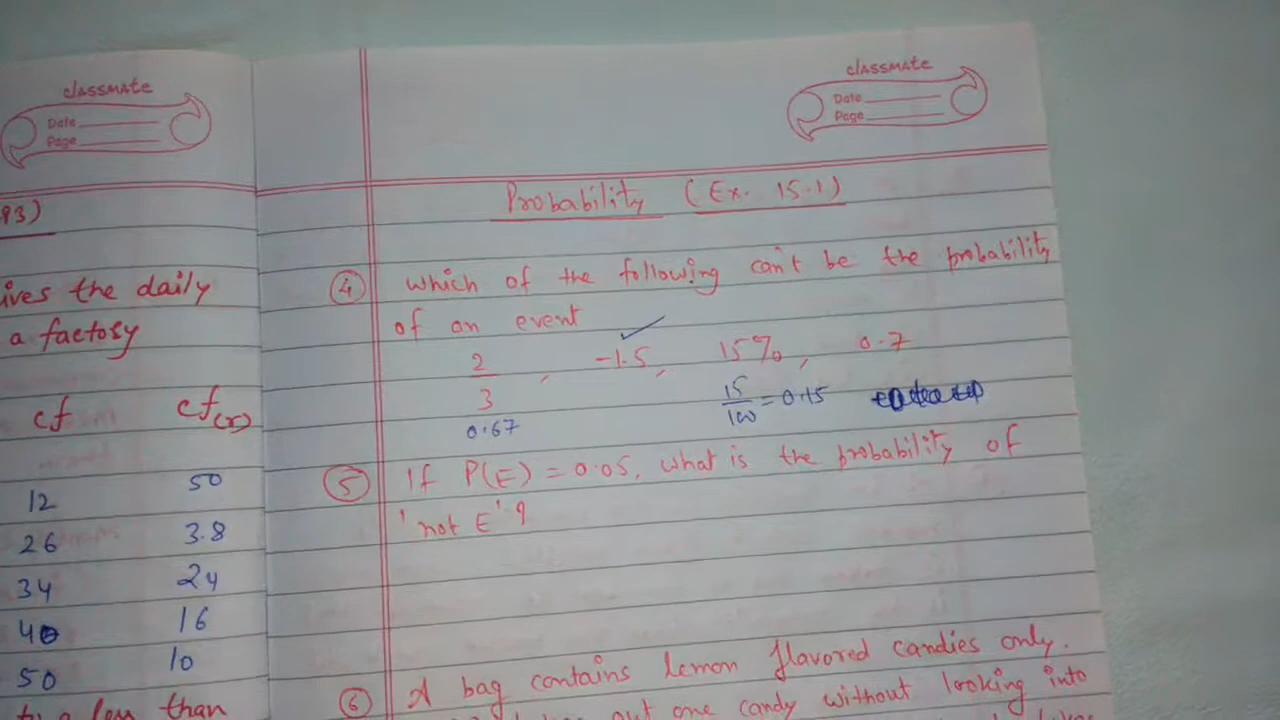 classmate
Date
Page
93)
ives the daily
a factory
cf cf(r)
12 50
26 3.8
34 24
40 16
50 10
than
classmate
Date
Page
Probability (Ex. 15.1)
4 Which of the following can't be the probability
of an event
2/3, -1.5, 15%, 0.7
0.67 15/100 = 0.15
5 If P(E) = 0.05, what is the probability of
'not E'?
6 A bag contains lemon flavored candies only.
out one candy without looking into